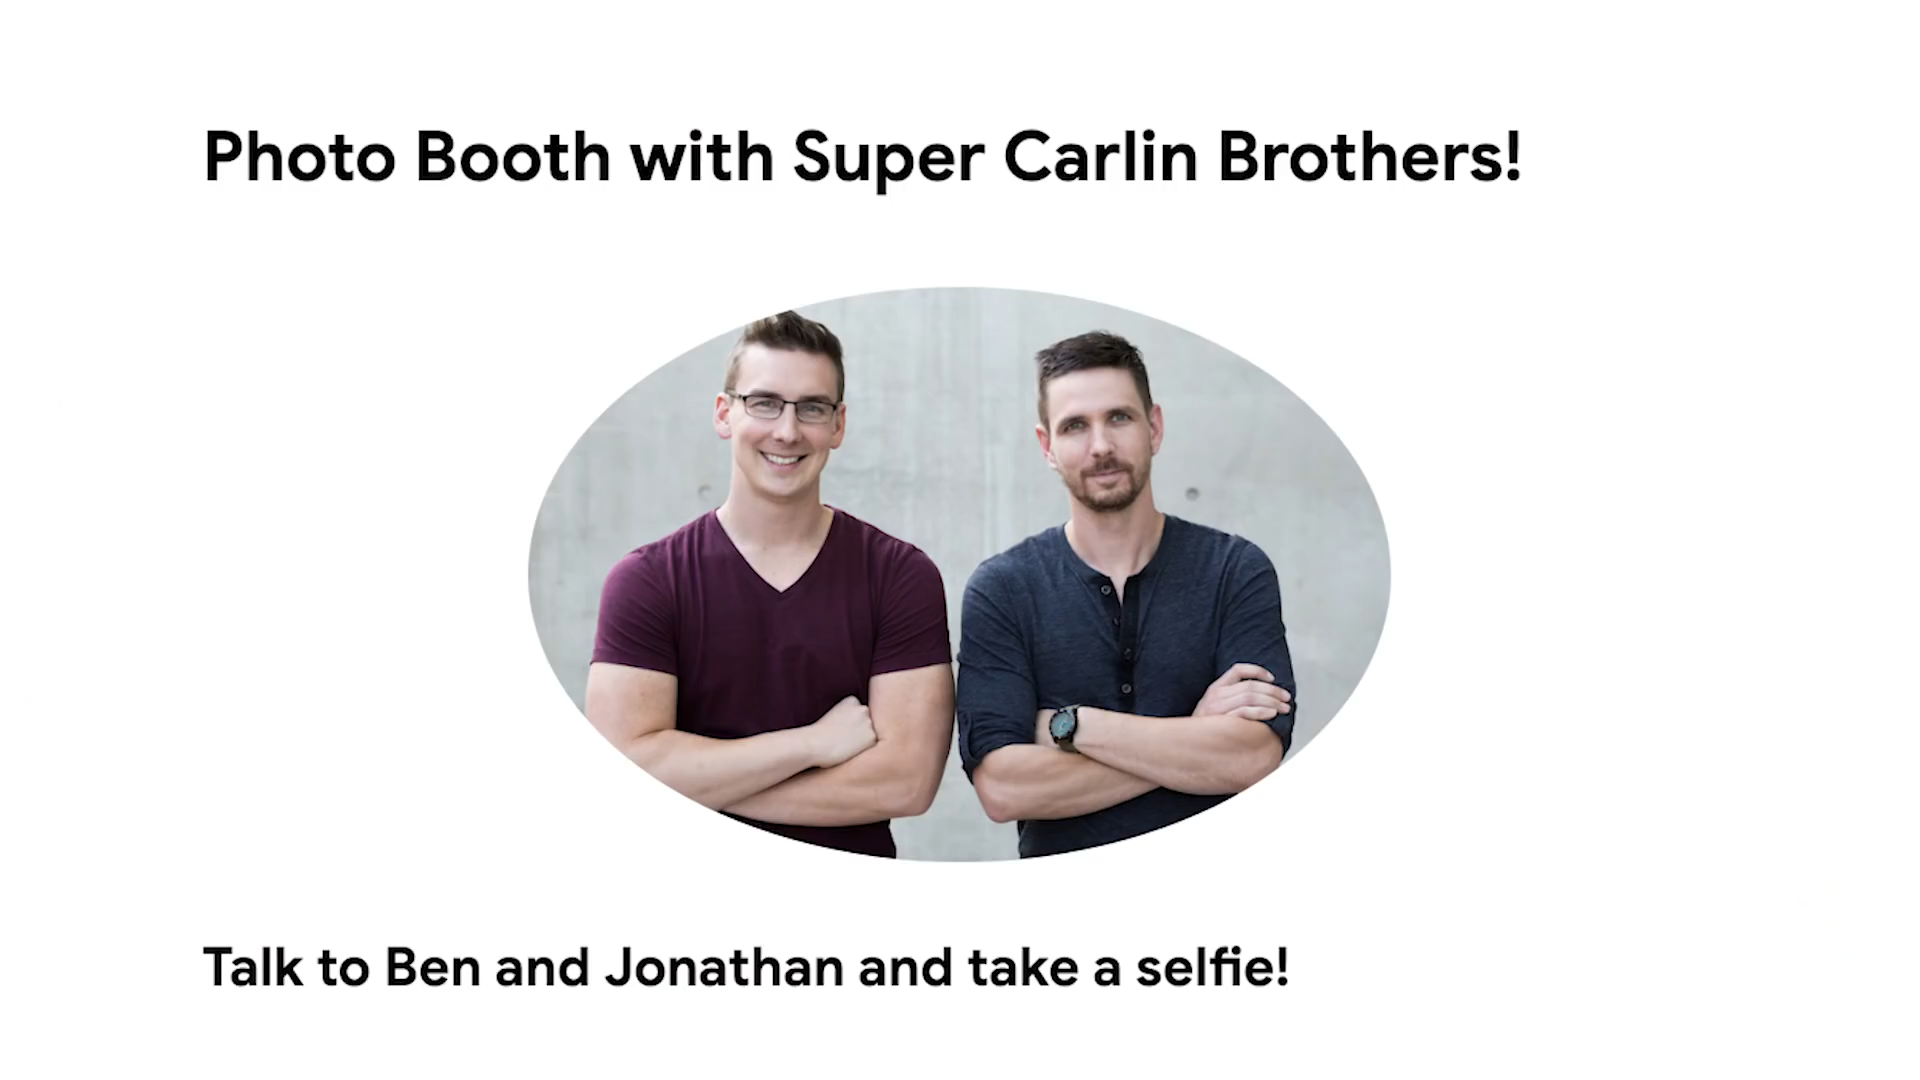 Photo Booth with Super Carlin Brothers!
Talk to Ben and Jonathan and take a selfie!